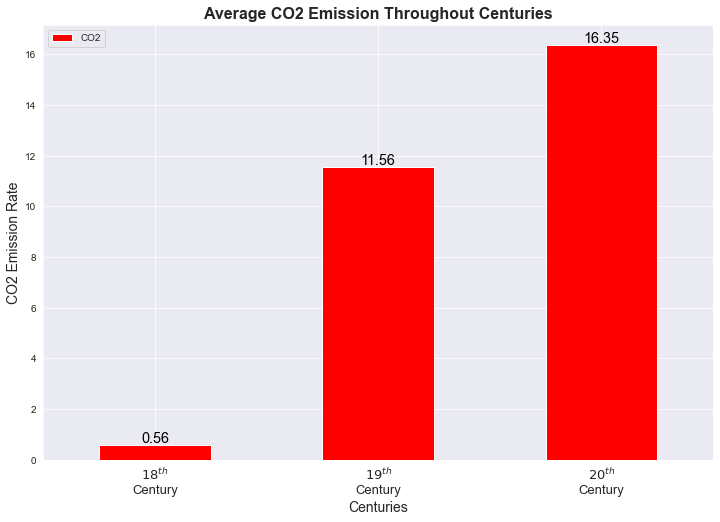 Average CO2 Emission Throughout Centuries
CO2
16.35
16
14
12
11.56
10
CO2 Emission Rate
8
6
4
2
0.56
0
18th
Century
19th
Century
20th
Century
Centuries